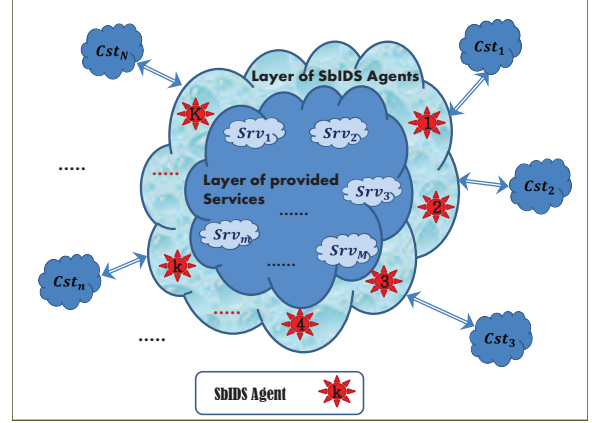 Cst_N
Cst_1
Layer of SbIDS Agents
K
1
Srv_1
Srv_2
.....
.....
Layer of provided
Services
Srv_3
Cst_2
2
......
Srv_m
Srv_M
k
......
3
Cst_n
.....
4
Cst_3
.....
SbIDS Agent
k